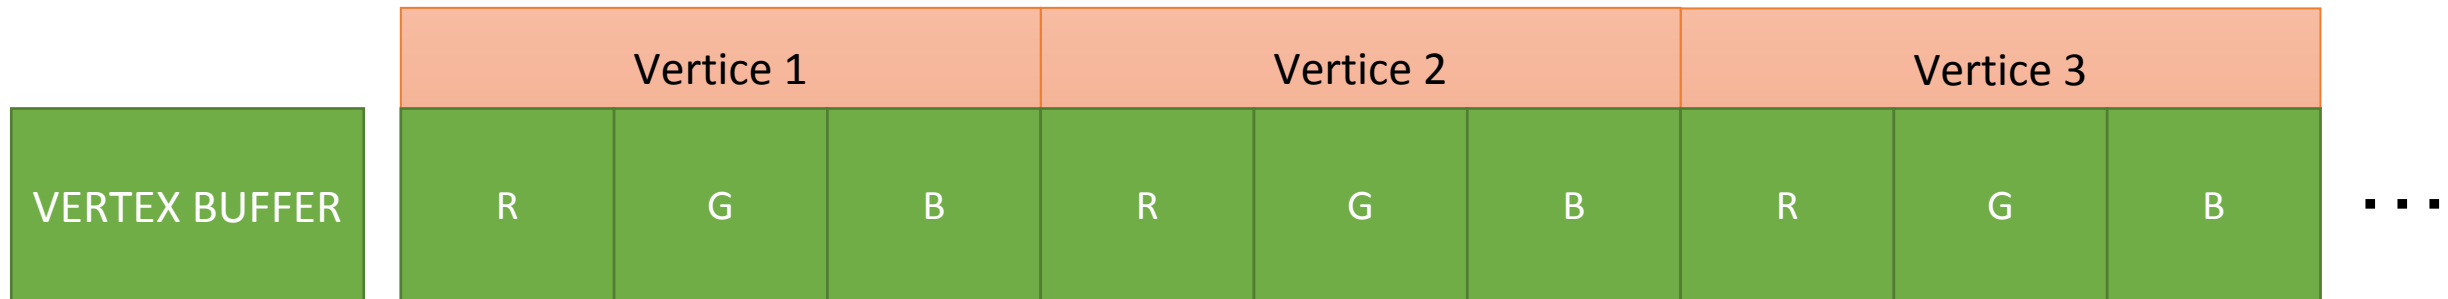 Vertice 1 Vertice 2 Vertice 3
VERTEX BUFFER R G B R G B R G B ...